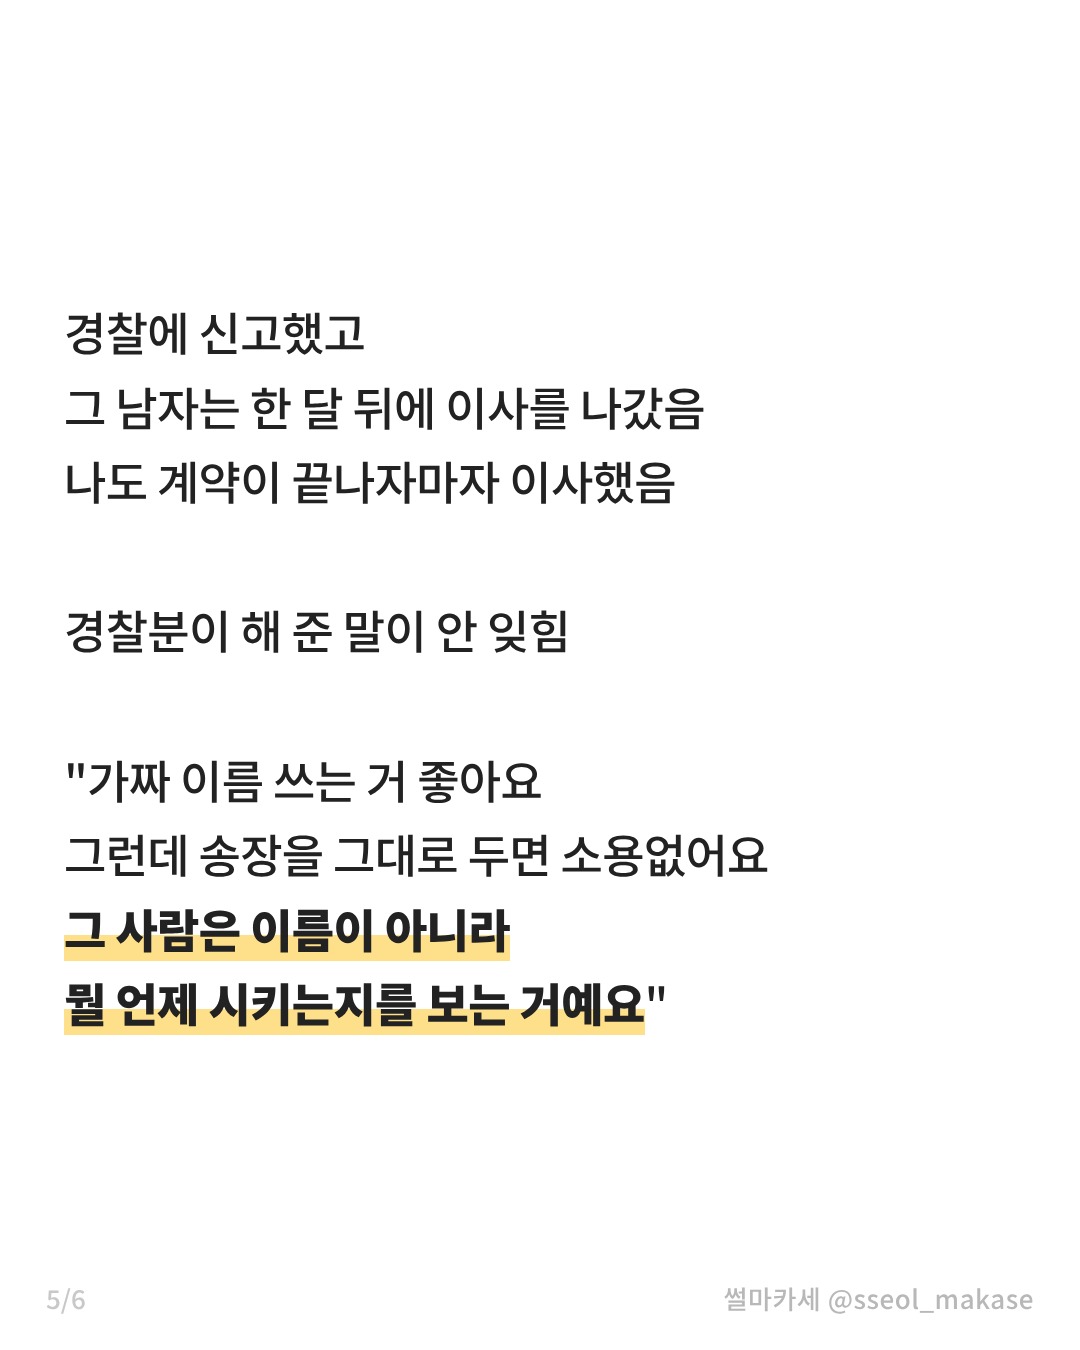 경찰에 신고했고
그 남자는 한 달 뒤에 이사를 나갔음
나도 계약이 끝나자마자 이사했음
경찰분이 해 준 말이 안 잊힘
"가짜 이름 쓰는 거 좋아요
그런데 송장을 그대로 두면 소용없어요
그 사람은 이름이 아니라
뭘 언제 시키는지를 보는 거예요"
5/6
썰마카세 @sseol_makase